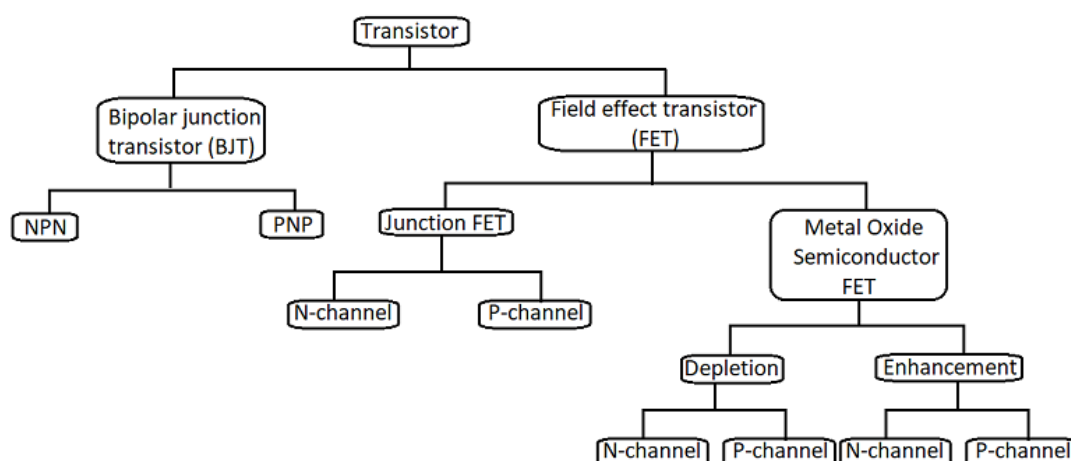 Transistor
Bipolar junction
transistor (BJT)
Field effect transistor
(FET)
NPN
PNP
Junction FET
Metal Oxide
Semiconductor
FET
N-channel
P-channel
Depletion
Enhancement
N-channel
P-channel
N-channel
P-channel